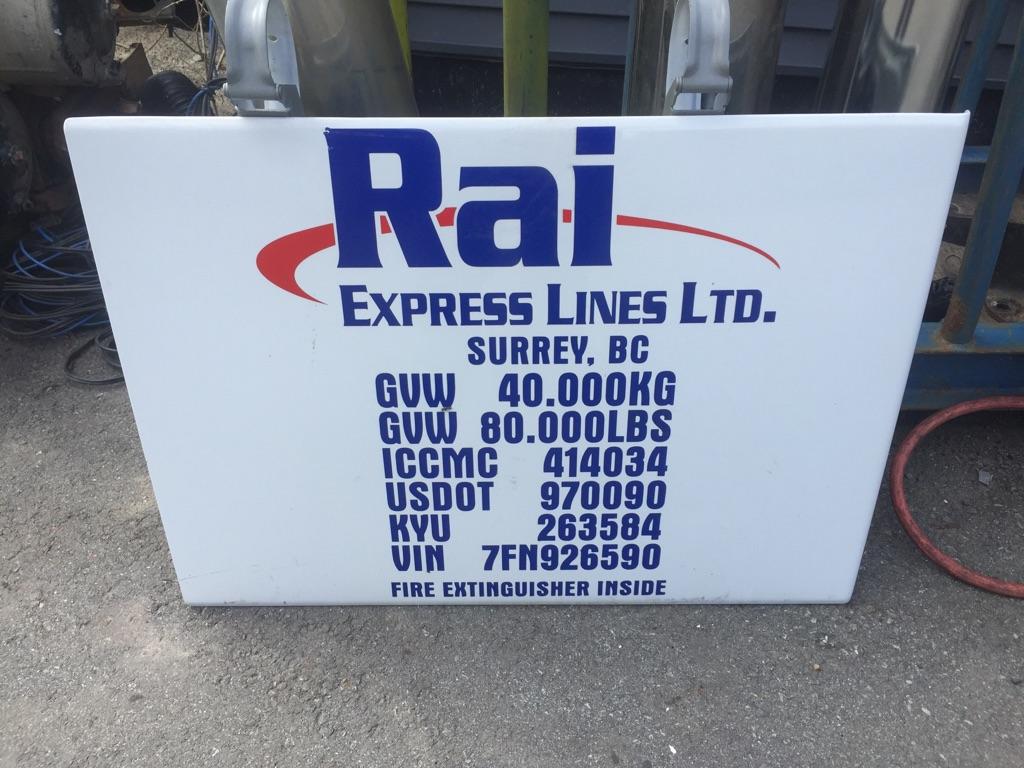 Rai
EXPRESS LINES LTD.
SURREY, BC
GVW 40.000KG
GVW 80.000LBS
ICCMC 414034
USDOT 970090
KYU 263584
VIN 7FN926590
FIRE EXTINGUISHER INSIDE